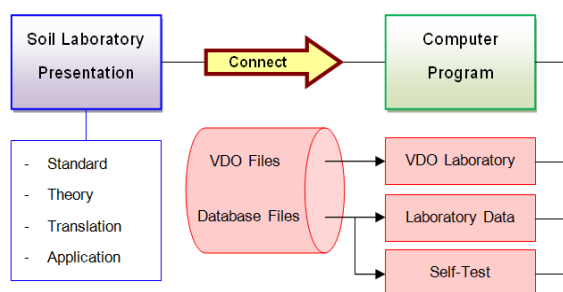 Soil Laboratory
Presentation
Connect
Computer
Program
- Standard
- Theory
- Translation
- Application
VDO Files
Database Files
VDO Laboratory
Laboratory Data
Self-Test